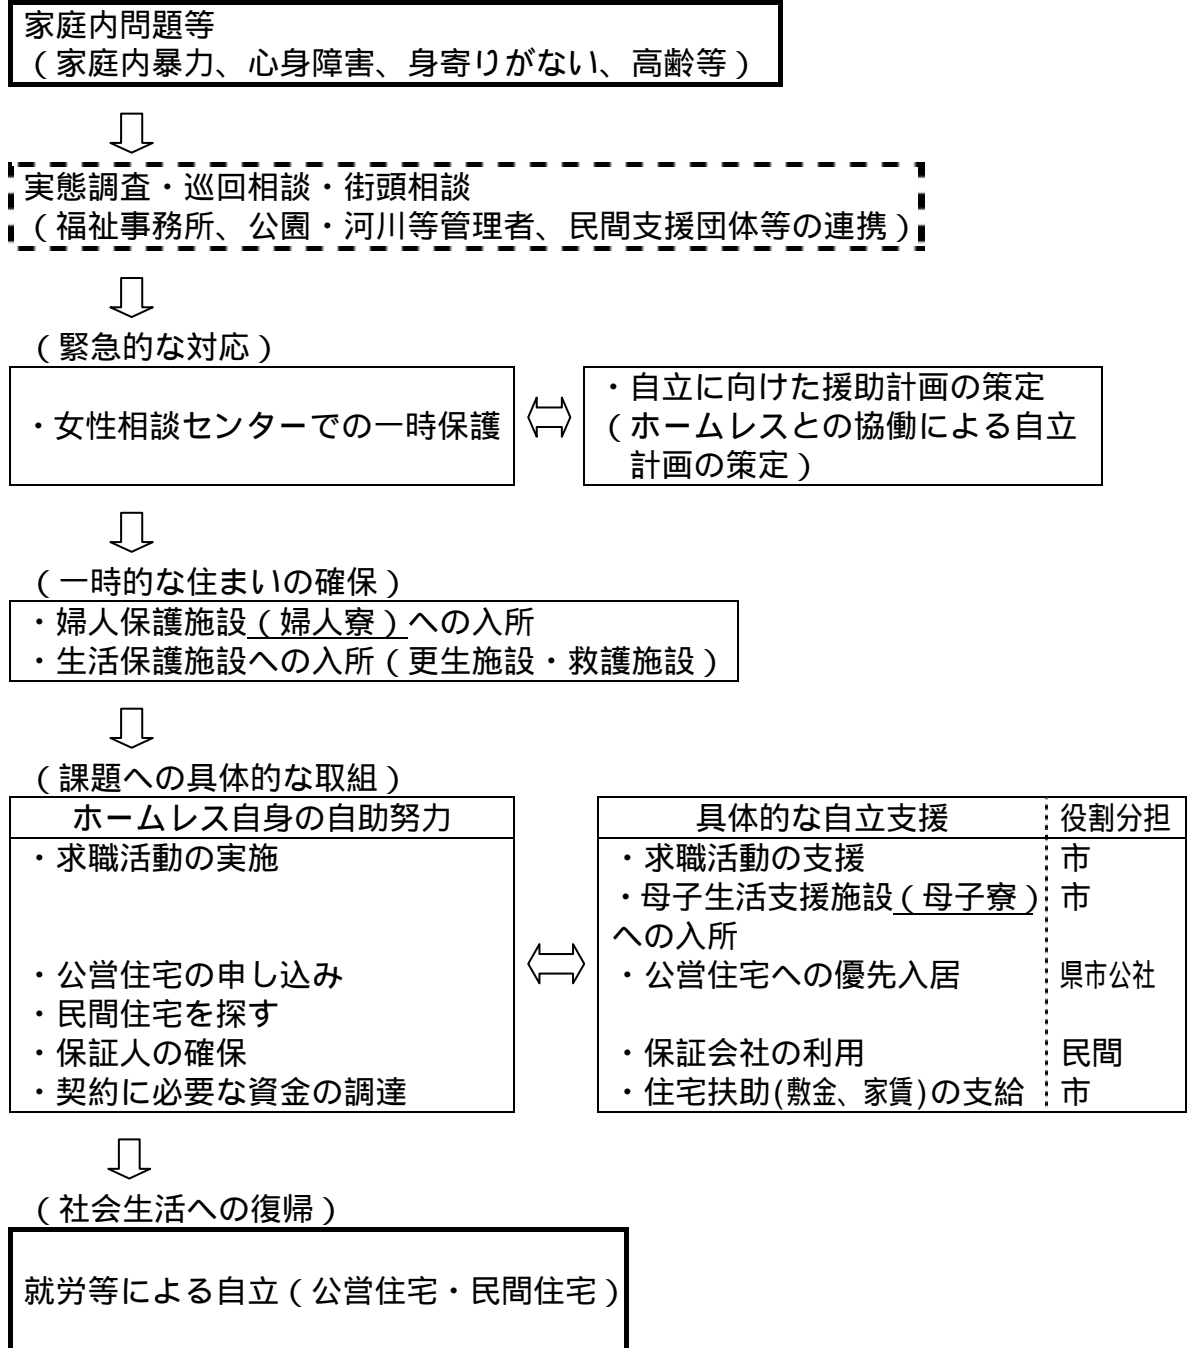 家庭内問題等
（家庭内暴力、心身障害、身寄りがない、高齢等）
実態調査・巡回相談・街頭相談
（福祉事務所、公園・河川等管理者、民間支援団体等の連携）
（緊急的な対応）
・女性相談センターでの一時保護
・自立に向けた援助計画の策定
（ホームレスとの協働による自立
計画の策定）
（一時的な住まいの確保）
・婦人保護施設（婦人寮）への入所
・生活保護施設への入所（更生施設・救護施設）
（課題への具体的な取組）
ホームレス自身の自助努力
・求職活動の実施
・公営住宅の申し込み
・民間住宅を探す
・保証人の確保
・契約に必要な資金の調達
具体的な自立支援 役割分担
・求職活動の支援 市
・母子生活支援施設（母子寮） 市
への入所
・公営住宅への優先入居 県市公社
・保証会社の利用 民間
・住宅扶助(敷金、家賃)の支給 市
（社会生活への復帰）
就労等による自立（公営住宅・民間住宅）